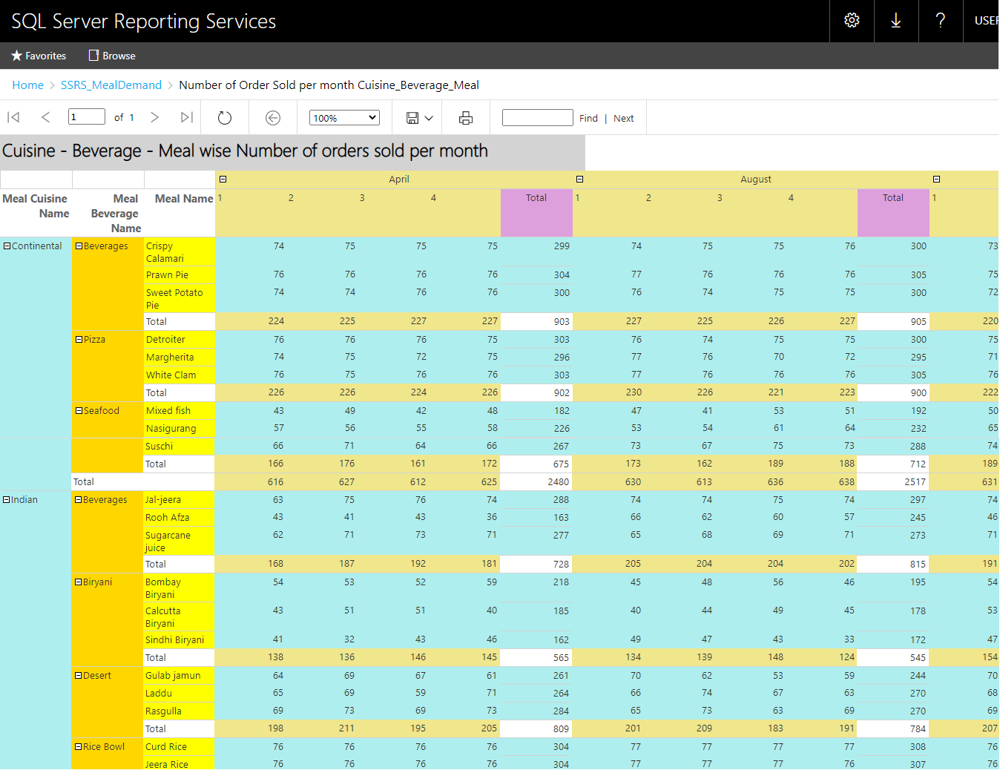 SQL Server Reporting Services
USER
Favorites Browse
Home > SSRS_MealDemand > Number of Order Sold per month Cuisine_Beverage_Meal
1 of 1 100% Find | Next
Cuisine - Beverage - Meal wise Number of orders sold per month
April August
Meal Cuisine Name Meal Beverage Name Meal Name 1 2 3 4 Total 1 2 3 4 Total 1
Continental Beverages Crispy Calamari 74 75 75 75 299 74 75 75 76 300 73
Prawn Pie 76 76 76 76 304 77 76 76 76 305 75
Sweet Potato Pie 74 74 76 76 300 76 74 75 75 300 72
Total 224 225 227 227 903 227 225 226 227 905 220
Pizza Detroiter 76 76 76 75 303 76 74 75 75 300 75
Margherita 74 75 72 75 296 77 76 70 72 295 71
White Clam 76 75 76 76 303 77 76 76 76 305 76
Total 226 226 224 226 902 230 226 221 223 900 222
Seafood Mixed fish 43 49 42 48 182 47 41 53 51 192 50
Nasigurang 57 56 55 58 226 53 54 61 64 232 65
Suschi 66 71 64 66 267 73 67 75 73 288 74
Total 166 176 161 172 675 173 162 189 188 712 189
Total 616 627 612 625 2480 630 613 636 638 2517 631
Indian Beverages Jal-jeera 63 75 76 74 288 74 74 75 74 297 74
Rooh Afza 43 41 43 36 163 66 62 60 57 245 46
Sugarcane juice 62 71 73 71 277 65 68 69 71 273 71
Total 168 187 192 181 728 205 204 204 202 815 191
Biryani Bombay Biryani 54 53 52 59 218 45 48 56 46 195 54
Calcutta Biryani 43 51 51 40 185 40 44 49 45 178 53
Sindhi Biryani 41 32 43 46 162 49 47 43 33 172 47
Total 138 136 146 145 565 134 139 148 124 545 154
Desert Gulab jamun 64 69 67 61 261 70 62 53 59 244 70
Laddu 65 69 59 71 264 66 74 67 63 270 68
Rasgulla 69 73 69 73 284 65 73 63 69 270 69
Total 198 211 195 205 809 201 209 183 191 784 207
Rice Bowl Curd Rice 76 76 76 76 304 77 77 77 77 308 76
Jeera Rice 76 76 76 76 304 77 77 77 76 307 76